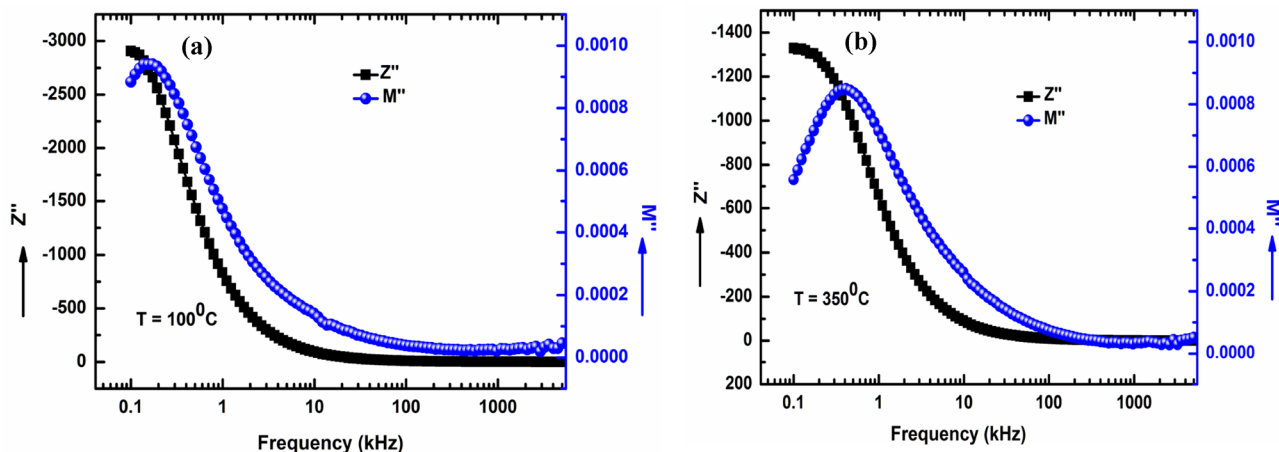 (a)
-3000
-2500
-2000
-1500
-1000
-500
0
Z''
0.0010
0.0008
0.0006
0.0004
0.0002
0.0000
M''
Z''
M''
T = 100⁰C
0.1 1 10 100 1000
Frequency (kHz)
(b)
-1400
-1200
-1000
-800
-600
-400
-200
0
200
Z''
0.0010
0.0008
0.0006
0.0004
0.0002
0.0000
M''
Z''
M''
T = 350⁰C
0.1 1 10 100 1000
Frequency (kHz)